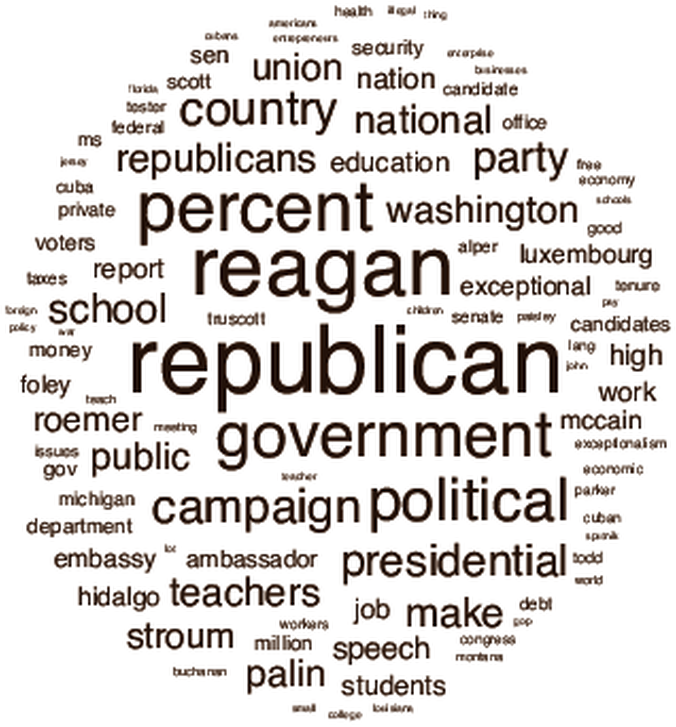 health illegal thing
americans
cubans entrepreneurs
sen union security enterprise
scott nation businesses
florida country candidate
tester national office
federal
ms republicans education party free
jersey economy
cuba percent washington schools
private good
voters reagan alper luxembourg
taxes report exceptional tenure
pay
foreign school truscott children senate paisley candidates
policy war
money republican lang high
john
foley work
teach
roemer meeting government mccain
issues public exceptionalism
gov
teacher economic
michigan campaign political parker
department cuban
sputnik
embassy ambassador presidential todd
world
hidalgo teachers job make debt
gop
workers
stroum million speech congress
montana
buchanan palin students
small college louisiana